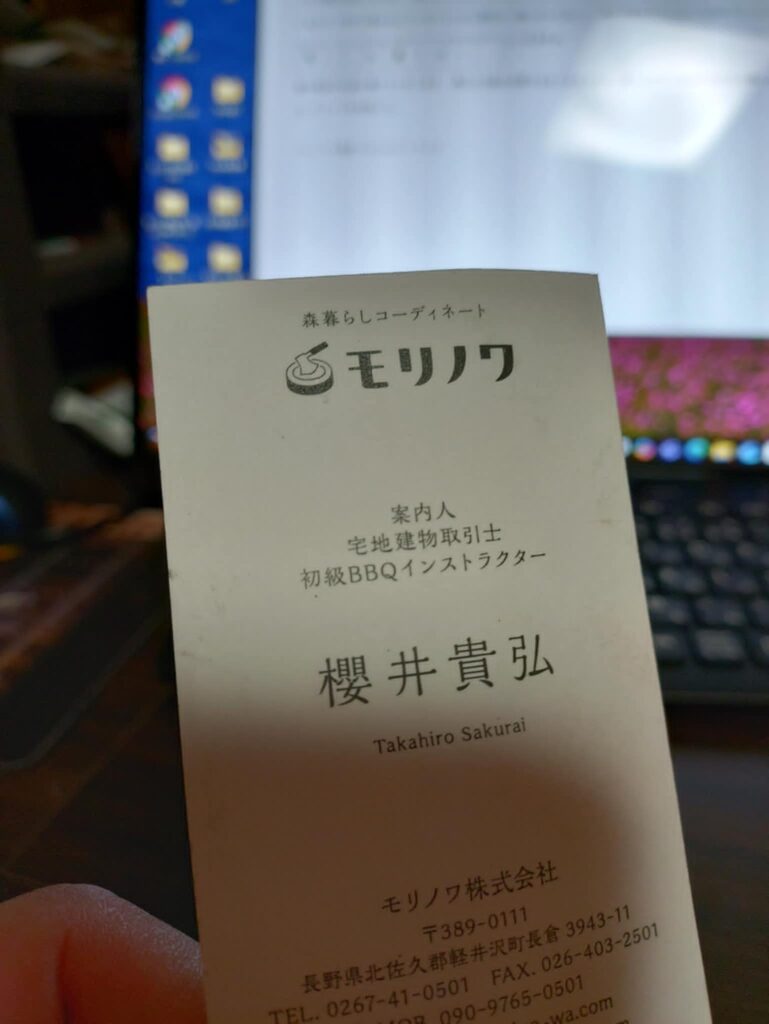 森暮らしコーディネート
モリノワ
案内人
宅地建物取引士
初級BBQインストラクター
櫻井貴弘
Takahiro Sakurai
モリノワ株式会社
〒389-0111
長野県北佐久郡軽井沢町長倉 3943-11
TEL. 0267-41-0501 FAX. 026-403-2501
090-9765-0501